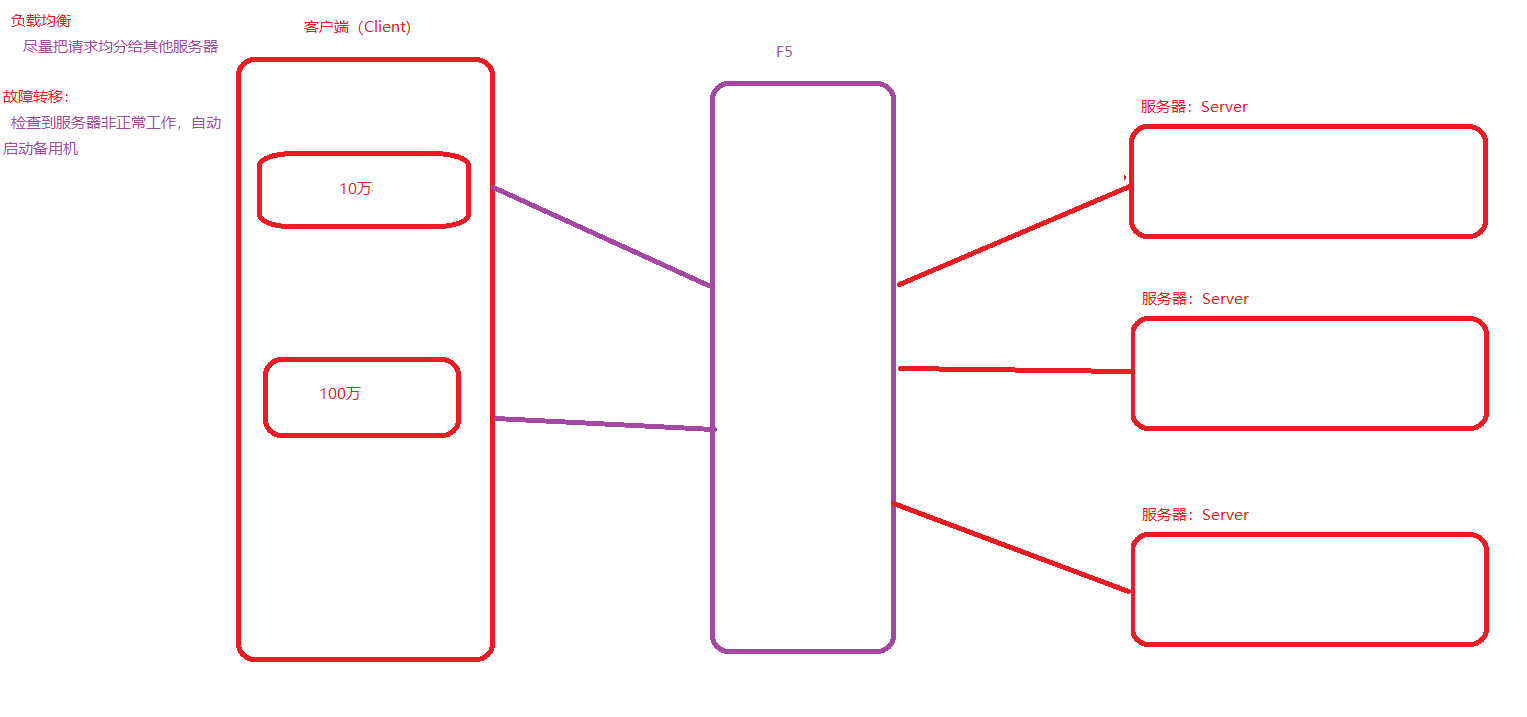 负载均衡
尽量把请求均分给其他服务器
故障转移：
检查到服务器非正常工作，自动
启动备用机
客户端（Client)
10万
100万
F5
服务器：Server
服务器：Server
服务器：Server